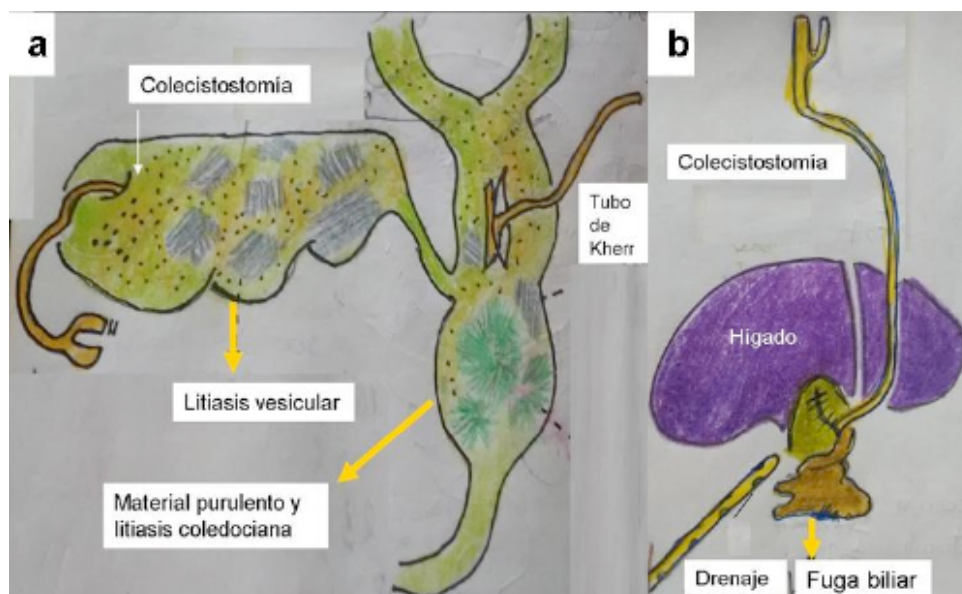 a
Colecistostomía
Tubo
de
Kherr
Litiasis vesicular
Material purulento y
litiasis coledociana
b
Colecistostomía
Hígado
Drenaje
Fuga biliar